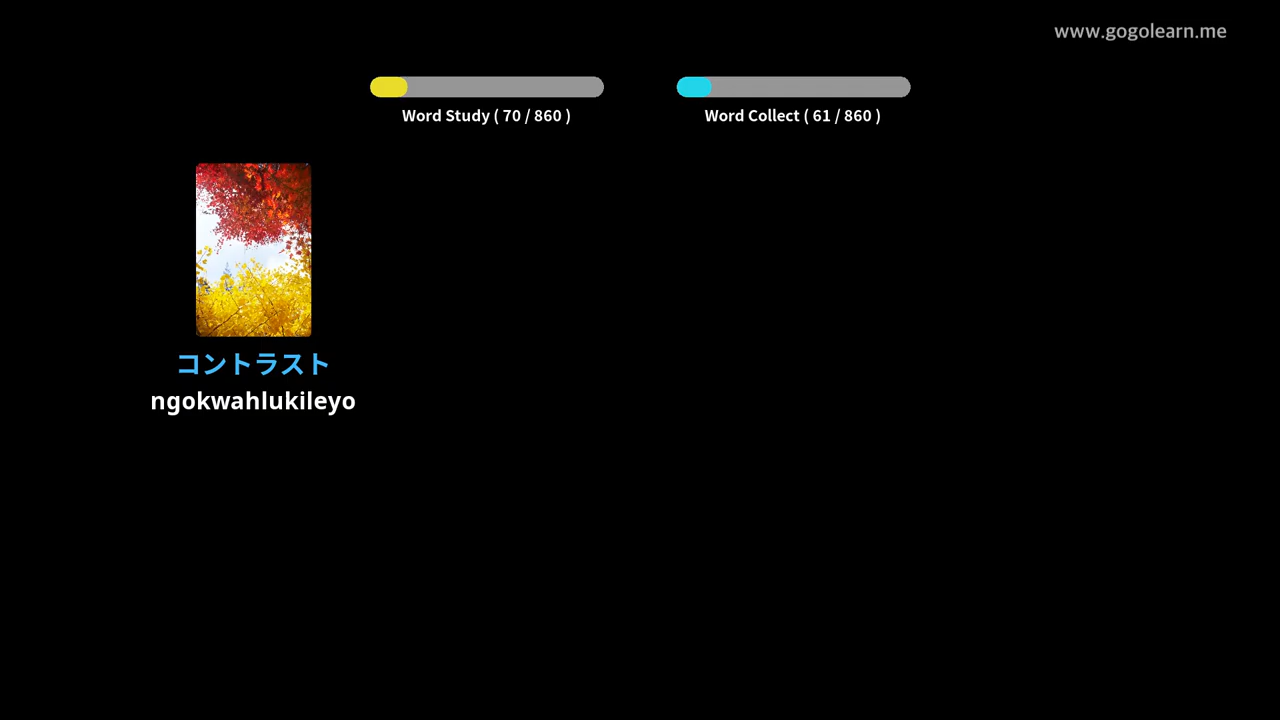 www.gogolearn.me
Word Study ( 70 / 860 )
Word Collect ( 61 / 860 )
コントラスト
ngokwahlukileyo